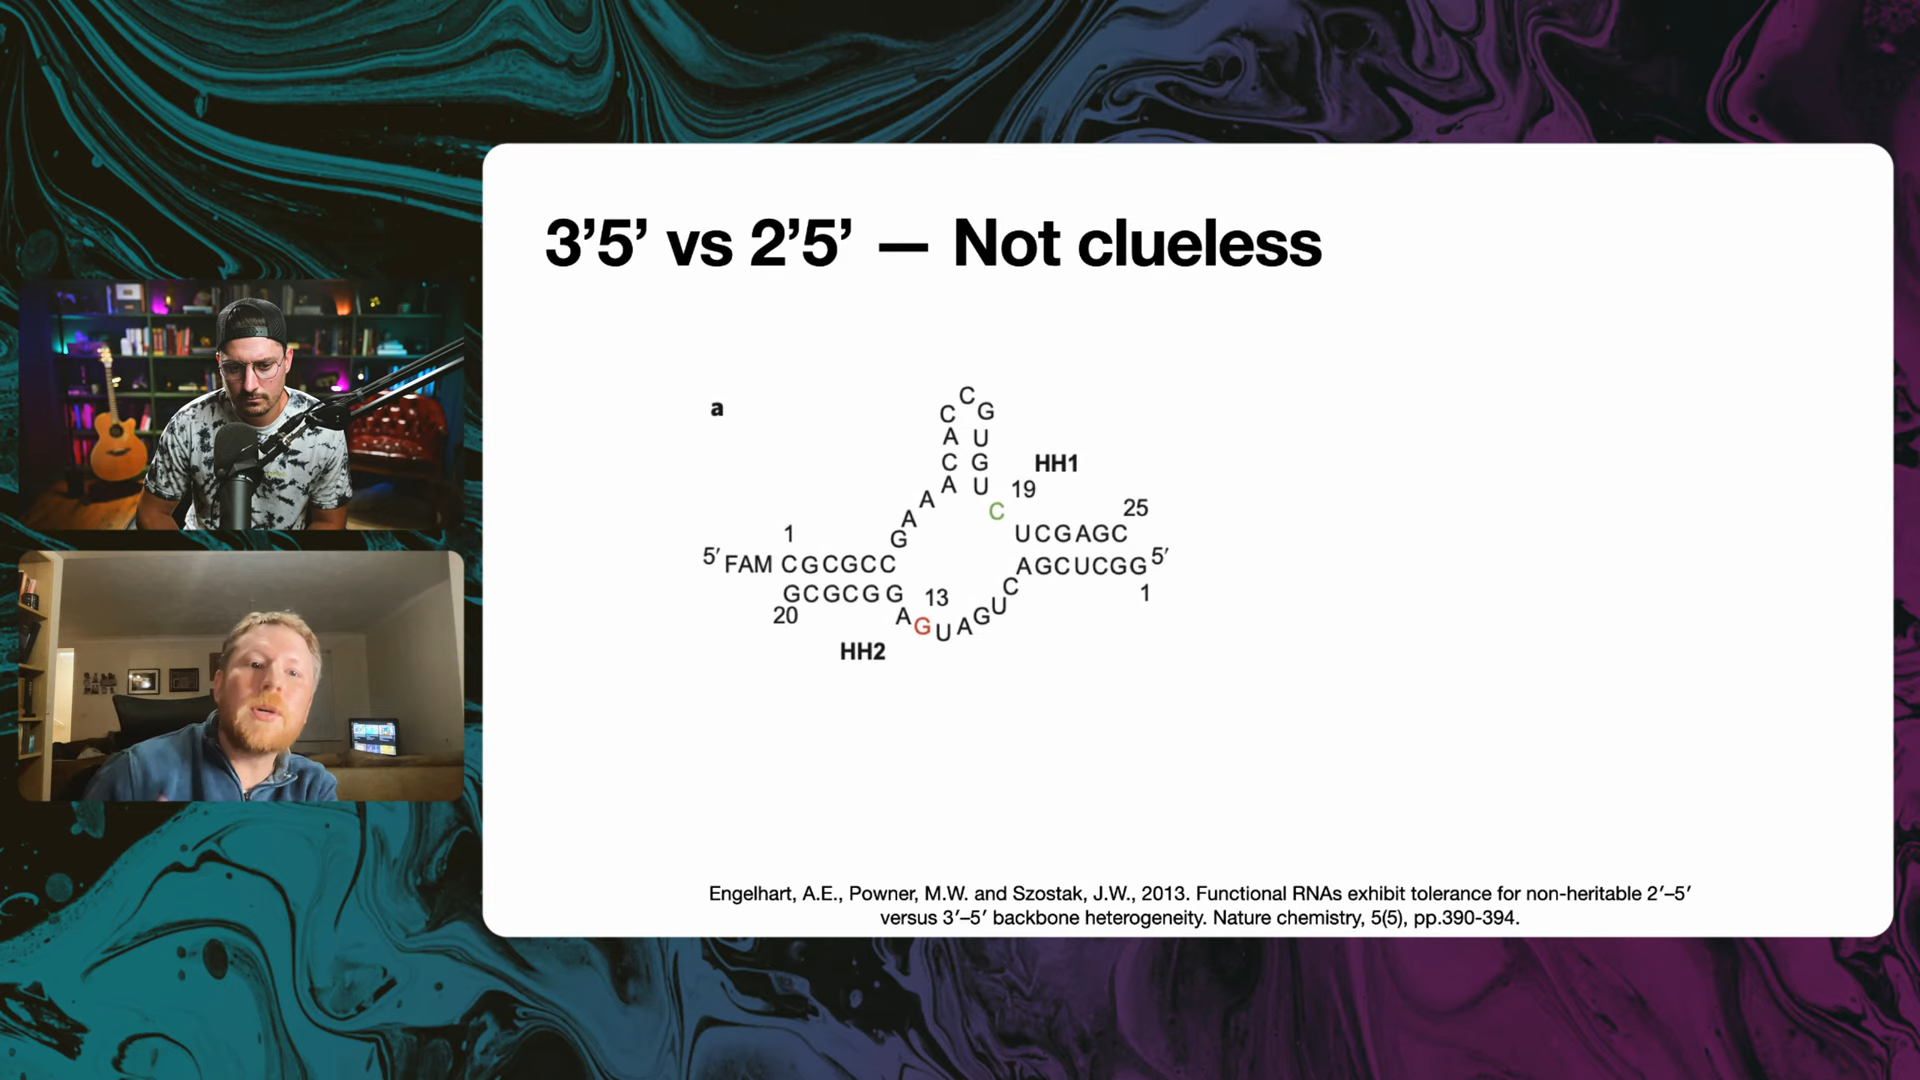 3’5’ vs 2’5’ — Not clueless
a
C
C G
A U
C G
A U
HH1
19
A
C
A
25
G
UCGAGC
1
5′ FAM CGCGCC
AGCUCGG 5′
GCGCGG
13
C
1
20
A G U A G U
HH2
Engelhart, A.E., Powner, M.W. and Szostak, J.W., 2013. Functional RNAs exhibit tolerance for non-heritable 2′–5′
versus 3′–5′ backbone heterogeneity. Nature chemistry, 5(5), pp.390-394.